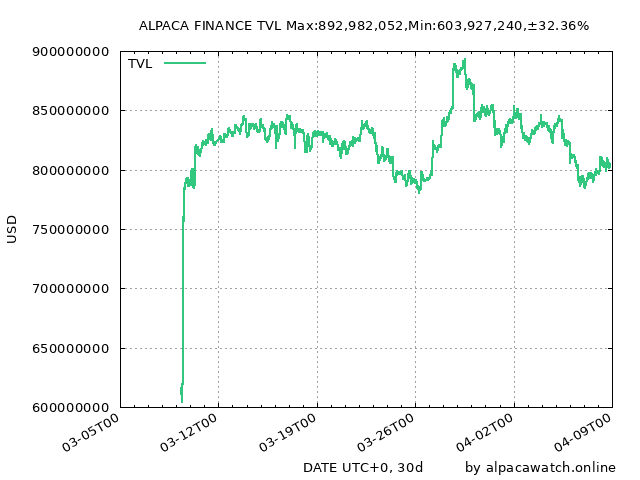 ALPACA FINANCE TVL Max:892,982,052,Min:603,927,240,±32.36%
900000000
TVL
850000000
800000000
750000000
700000000
650000000
600000000
USD
03-05T00
03-12T00
03-19T00
03-26T00
04-02T00
04-09T00
DATE UTC+0, 30d
by alpacawatch.online